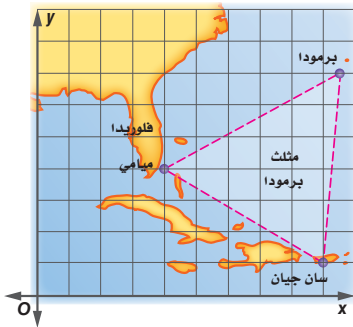 y
برمودا
فلوريدا
ميامي
مثلث
برمودا
سان جيان
O
x